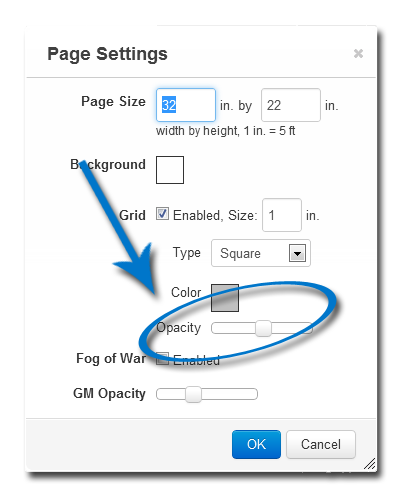 Page Settings ×
Page Size 32 in. by 22 in.
width by height, 1 in. = 5 ft
Background
Grid Enabled, Size: 1 in.
Type Square
Color
Opacity
Fog of War Enabled
GM Opacity
OK Cancel